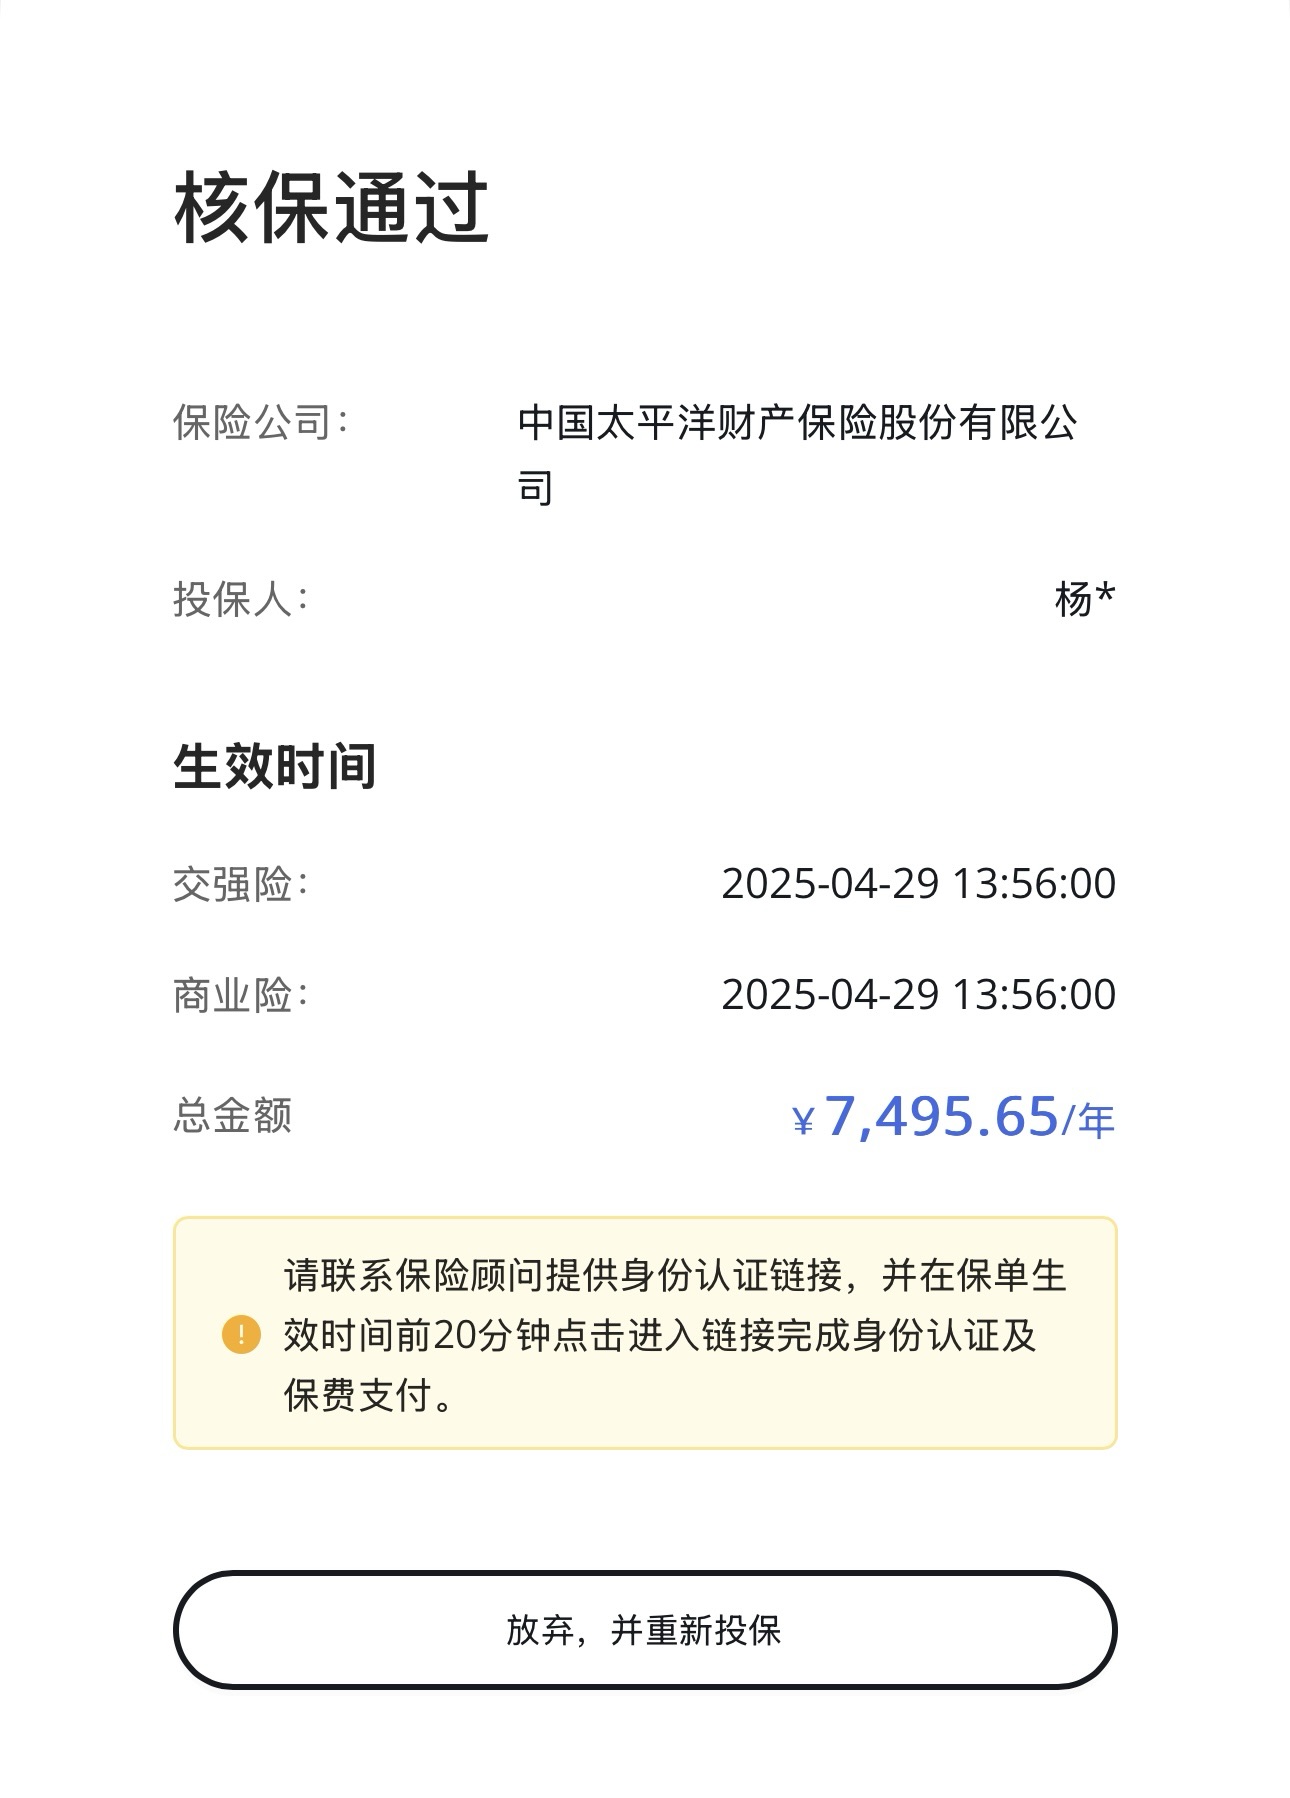 核保通过
保险公司：
中国太平洋财产保险股份有限公
司
投保人：
杨*
生效时间
交强险：
2025-04-29 13:56:00
商业险：
2025-04-29 13:56:00
总金额
¥7,495.65/年
请联系保险顾问提供身份认证链接，并在保单生
效时间前20分钟点击进入链接完成身份认证及
保费支付。
放弃，并重新投保